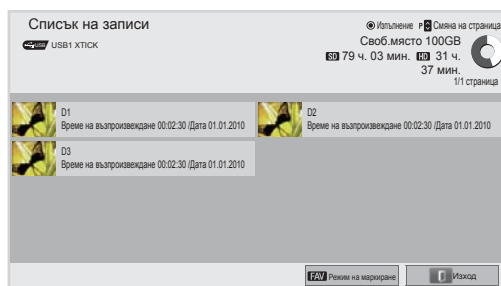 Списък на записи
Изпълнение P Смяна на страница
USB USB1 XTICK
Своб.място 100GB
SD 79 ч. 03 мин. HD 31 ч.
37 мин.
1/1 страница
D1
Време на възпроизвеждане 00:02:30 /Дата 01.01.2010
D2
Време на възпроизвеждане 00:02:30 /Дата 01.01.2010
D3
Време на възпроизвеждане 00:02:30 /Дата 01.01.2010
FAV Режим на маркиране
Изход